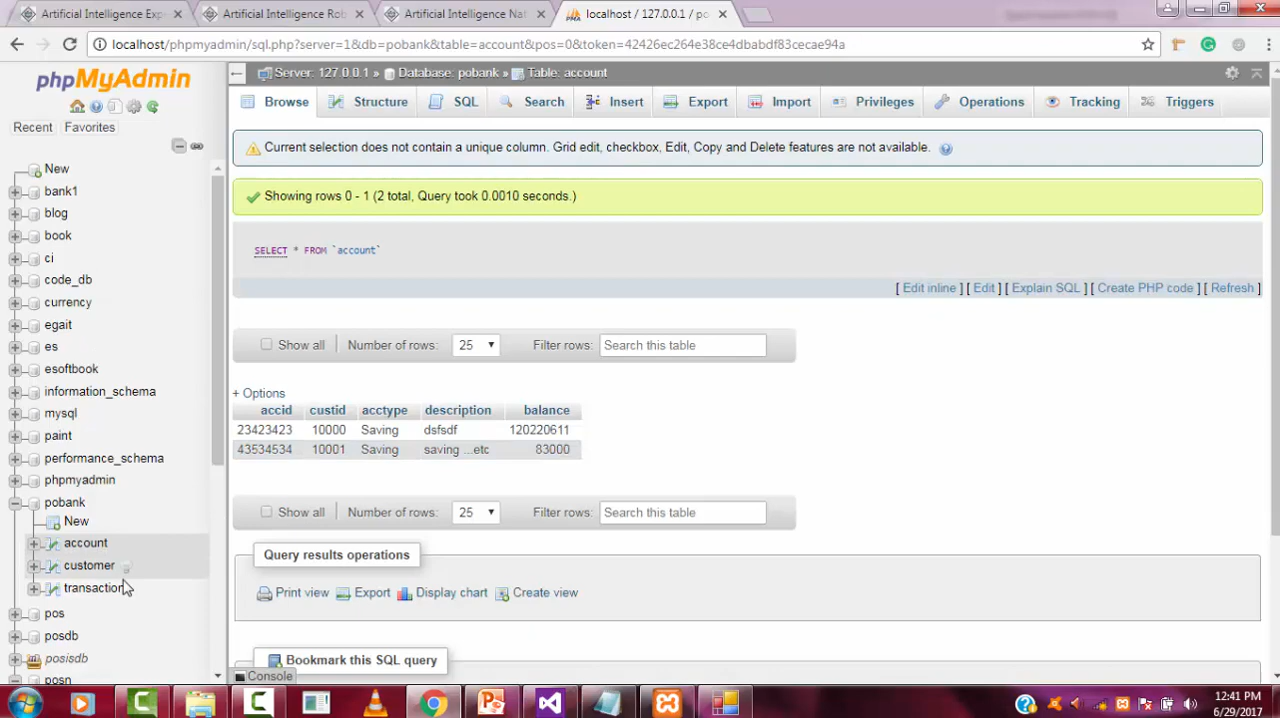 Artificial Intelligence Exp
Artificial Intelligence Rob
Artificial Intelligence Nat
localhost / 127.0.0.1 / po
localhost/phpmyadmin/sql.php?server=1&db=pobank&table=account&pos=0&token=42426ec264e38ce4dbabdf83cecae94a
phpMyAdmin
Recent Favorites
New
bank1
blog
book
ci
code_db
currency
egait
es
esoftbook
information_schema
mysql
paint
performance_schema
phpmyadmin
pobank
New
account
customer
transaction
pos
posdb
posisdb
posn
Server: 127.0.0.1 » Database: pobank » Table: account
Browse Structure SQL Search Insert Export Import Privileges Operations Tracking Triggers
Current selection does not contain a unique column. Grid edit, checkbox, Edit, Copy and Delete features are not available.
Showing rows 0 - 1 (2 total, Query took 0.0010 seconds.)
SELECT * FROM `account`
[ Edit inline ] [ Edit ] [ Explain SQL ] [ Create PHP code ] [ Refresh ]
Show all | Number of rows: 25 Filter rows: Search this table
+ Options
accid custid acctype description balance
23423423 10000 Saving dsfsdf 120220611
43534534 10001 Saving saving ...etc 83000
Show all | Number of rows: 25 Filter rows: Search this table
Query results operations
Print view Export Display chart Create view
Bookmark this SQL query
Console
12:41 PM
6/29/2017